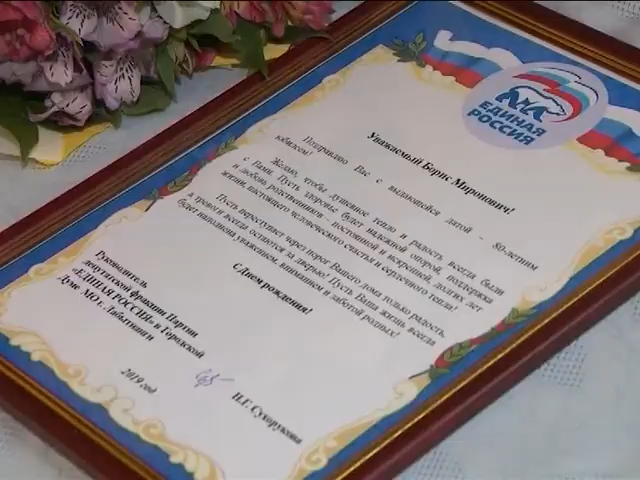 ЕДИНАЯ
РОССИЯ
Уважаемый Борис Миронович!
Поздравляю Вас с выдающейся датой – 80-летним
юбилеем!
Желаю, чтобы душевное тепло и радость всегда были
с Вами. Пусть здоровье будет надежной опорой, поддержка
и любовь родственников – постоянной и искренней, долгих лет
жизни, настоящего человеческого счастья и сердечного тепла!
Пусть переступает через порог Вашего дома только радость,
а тревоги всегда остаются за дверью! Пусть Ваша жизнь всегда
будет наполнена уважением, вниманием и заботой родных!
С Днем рождения!
Руководитель
депутатской фракции Партии
«ЕДИНАЯ РОССИЯ» в Городской
Думе МО г. Лабытнанги
Н.Г. Сухорукова
2019 год